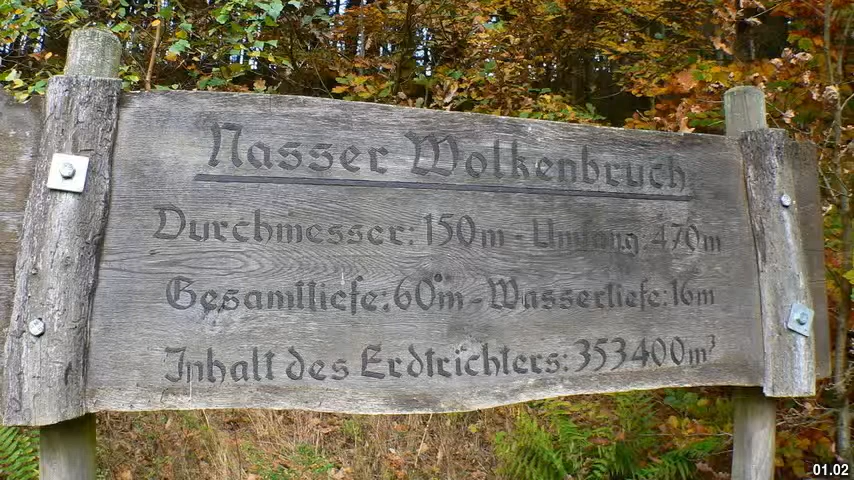 Nasser Wolkenbruch
Durchmesser: 150m - Umfang: 470m
Gesamttiefe: 60m - Wassertiefe: 16m
Inhalt des Erdtrichters: 353400m³
01.02